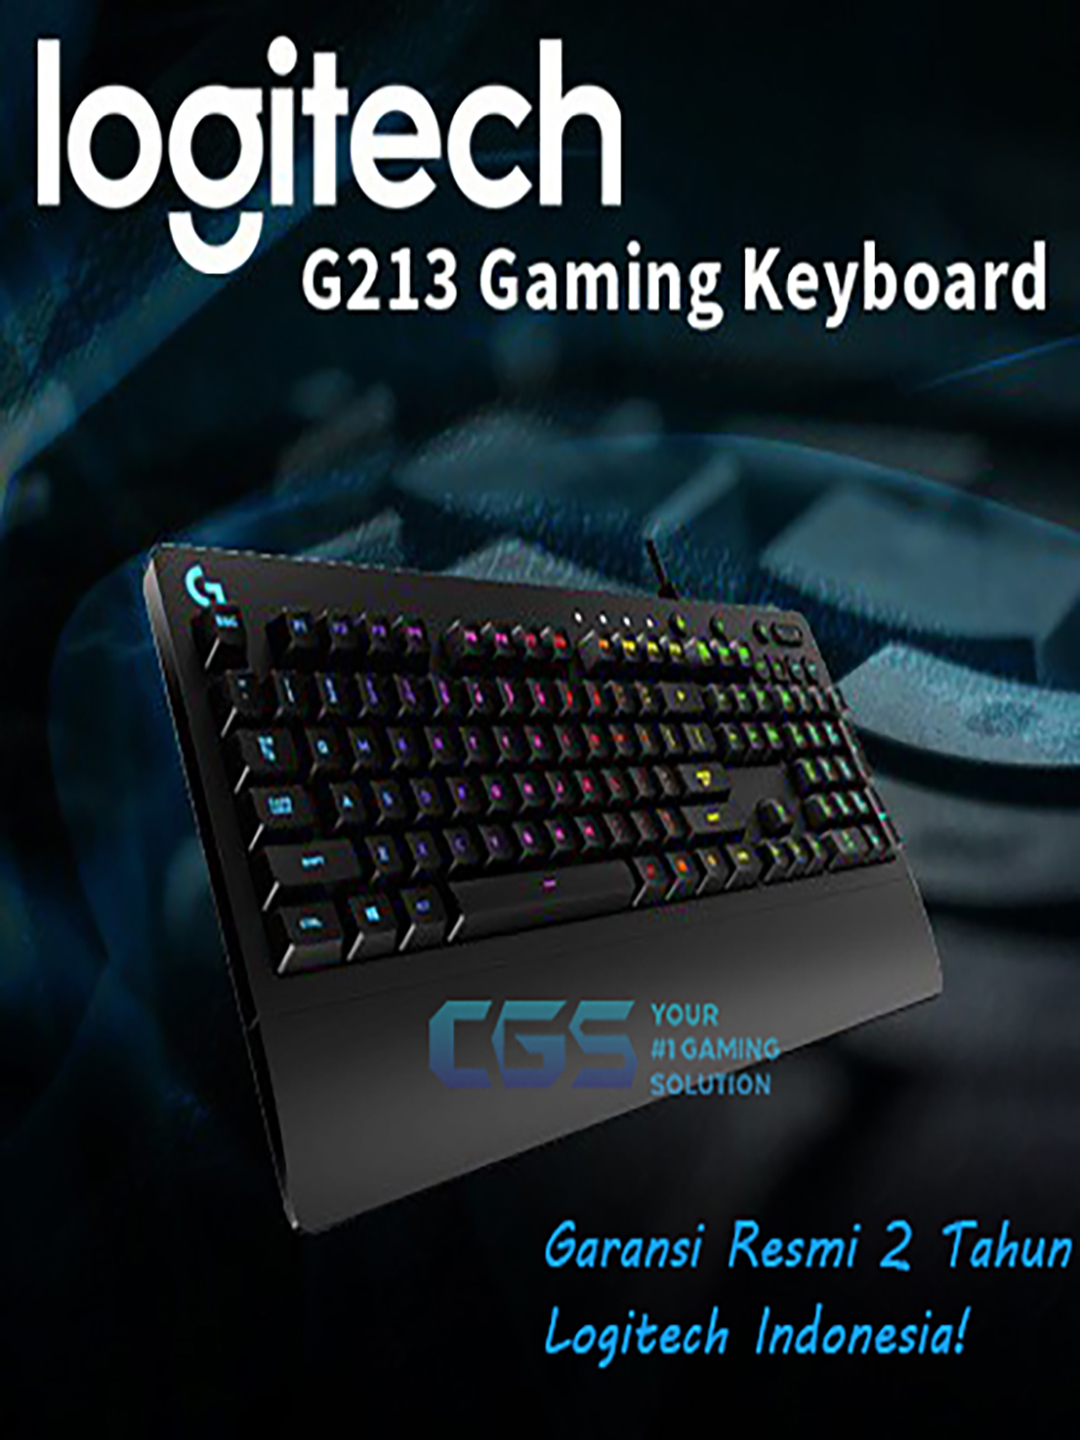 logitech
G213 Gaming Keyboard
CGS
YOUR
#1 GAMING
SOLUTION
Garansi Resmi 2 Tahun
Logitech Indonesia!